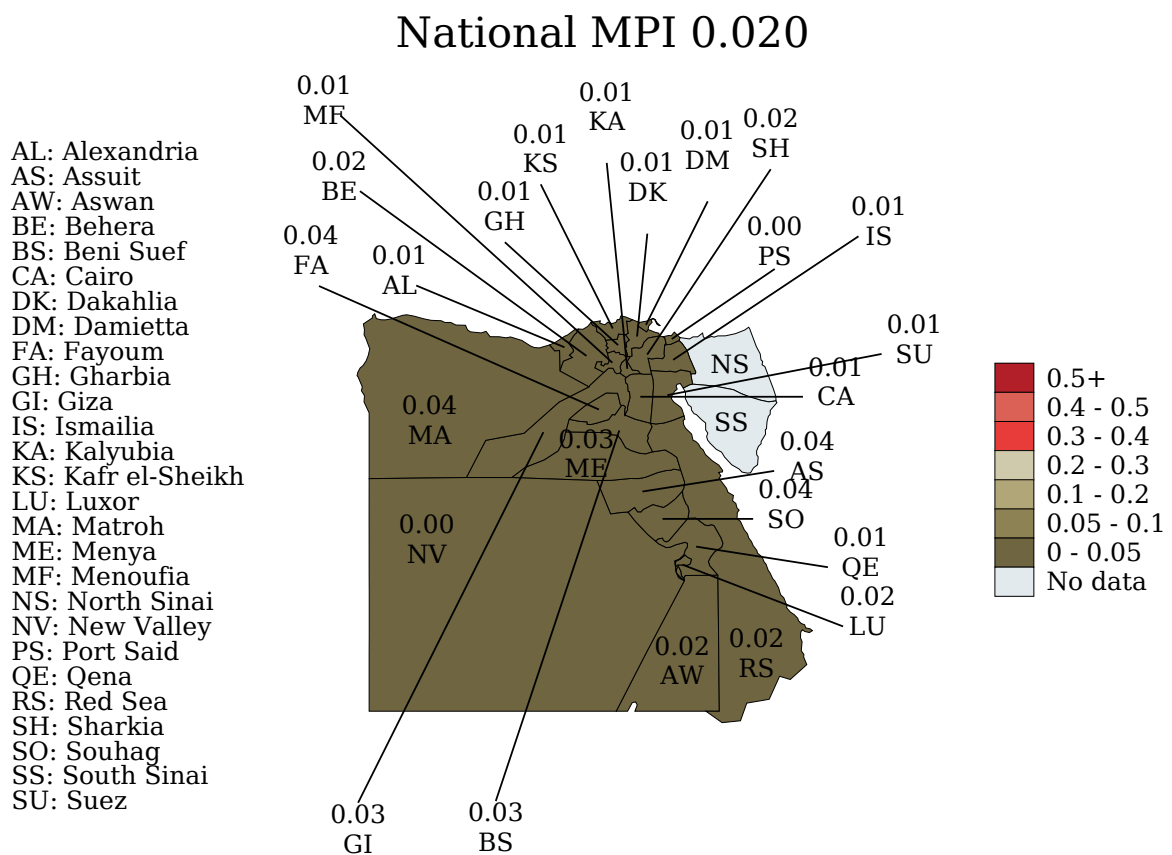 National MPI 0.020
AL: Alexandria
AS: Assuit
AW: Aswan
BE: Behera
BS: Beni Suef
CA: Cairo
DK: Dakahlia
DM: Damietta
FA: Fayoum
GH: Gharbia
GI: Giza
IS: Ismailia
KA: Kalyubia
KS: Kafr el-Sheikh
LU: Luxor
MA: Matroh
ME: Menya
MF: Menoufia
NS: North Sinai
NV: New Valley
PS: Port Said
QE: Qena
RS: Red Sea
SH: Sharkia
SO: Souhag
SS: South Sinai
SU: Suez
0.01
MF
0.02
BE
0.04
FA
0.01
AL
0.01
GH
0.01
KS
0.01
KA
0.01
DK
0.01
DM
0.02
SH
0.00
PS
0.01
IS
0.01
SU
0.01
CA
NS
SS
0.04
MA
0.03
ME
0.04
AS
0.04
SO
0.00
NV
0.01
QE
0.02
LU
0.02
AW
0.02
RS
0.03
GI
0.03
BS
0.5+
0.4 - 0.5
0.3 - 0.4
0.2 - 0.3
0.1 - 0.2
0.05 - 0.1
0 - 0.05
No data